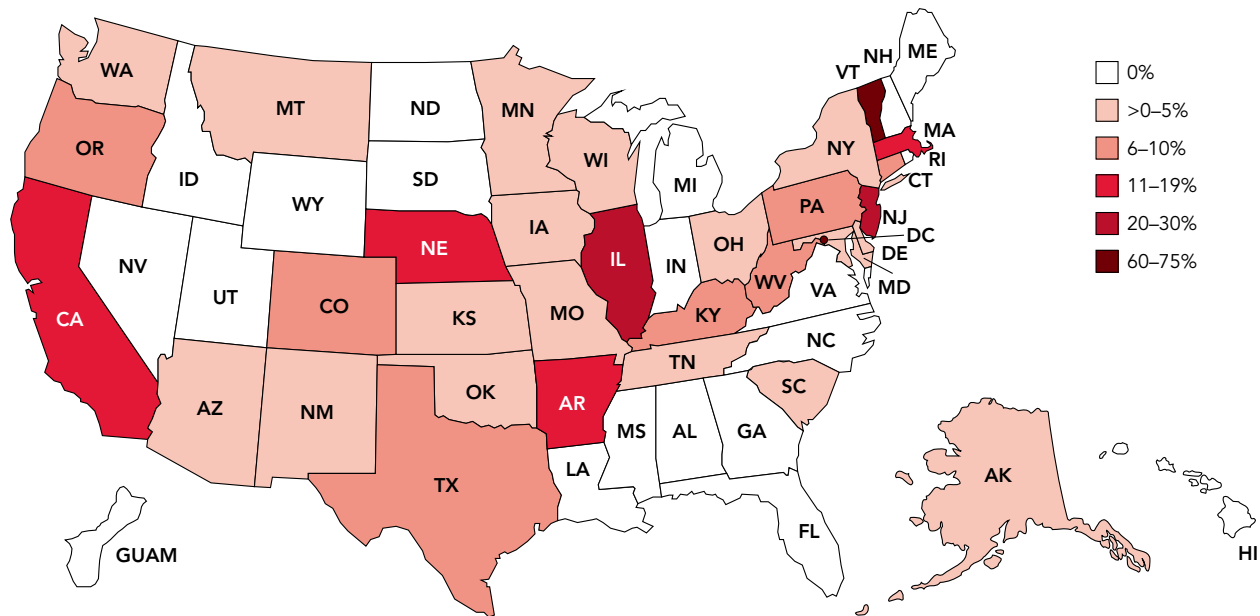 ME
NH
VT
WA
MT
ND
MN
MA
OR
NY
WI
RI
ID
SD
CT
MI
WY
PA
NJ
IA
DC
NE
OH
DE
IL
IN
NV
WV
MD
UT
VA
CO
KY
CA
KS
MO
NC
TN
SC
OK
AZ
NM
AR
MS
AL
GA
LA
TX
FL
AK
GUAM
HI
0%
>0–5%
6–10%
11–19%
20–30%
60–75%